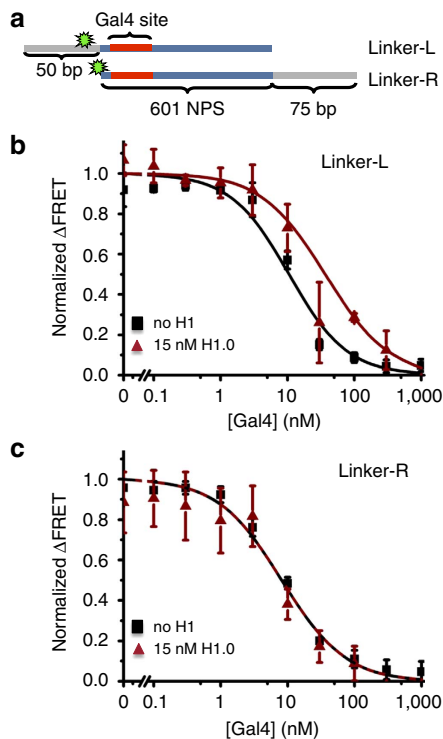 a
Gal4 site
Linker-L
50 bp
Linker-R
601 NPS
75 bp
b
Linker-L
Normalized ΔFRET
1.0
0.8
0.6
0.4
0.2
0.0
no H1
15 nM H1.0
0 0.1 1 10 100 1,000
[Gal4] (nM)
c
Linker-R
Normalized ΔFRET
1.0
0.8
0.6
0.4
0.2
0.0
no H1
15 nM H1.0
0 0.1 1 10 100 1,000
[Gal4] (nM)